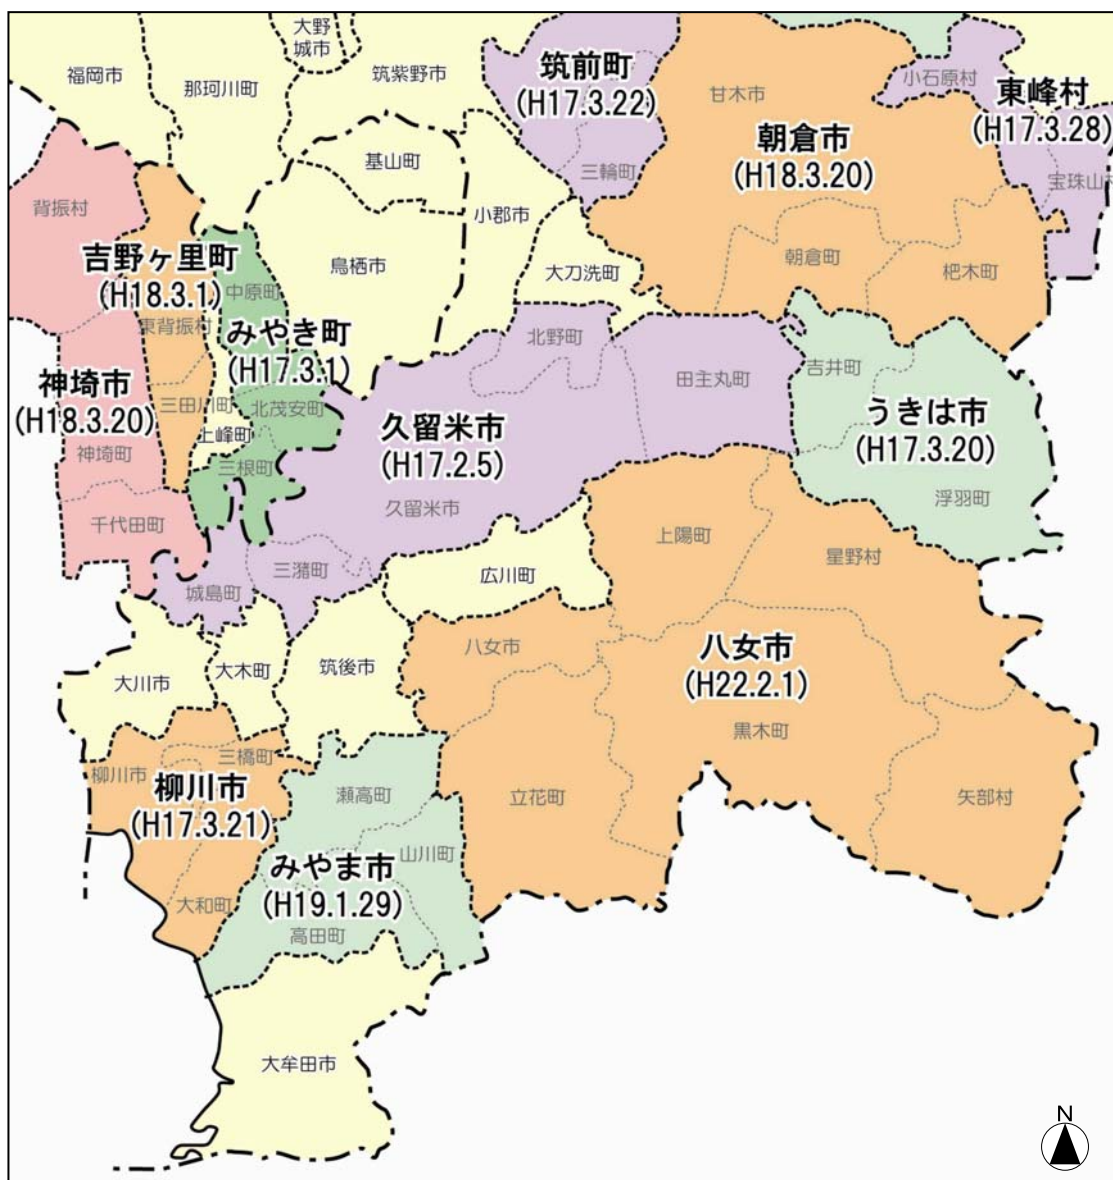 大野
城市
福岡市
那珂川町
筑紫野市
筑前町
(H17.3.22)
甘木市
小石原村
東峰村
(H17.3.28)
朝倉市
(H18.3.20)
基山町
三輪町
宝珠山村
背振村
小郡市
吉野ヶ里町
(H18.3.1)
鳥栖市
大刀洗町
朝倉町
杷木町
中原町
東背振村
みやき町
(H17.3.1)
北野町
田主丸町
吉井町
神埼市
(H18.3.20)
三田川町
北茂安町
上峰町
久留米市
(H17.2.5)
うきは市
(H17.3.20)
神埼町
三根町
浮羽町
千代田町
久留米市
上陽町
星野村
城島町
三潴町
広川町
八女市
八女市
(H22.2.1)
大川市
大木町
筑後市
黒木町
柳川市
三橋町
柳川市
(H17.3.21)
瀬高町
立花町
矢部村
山川町
みやま市
(H19.1.29)
大和町
高田町
大牟田市
N